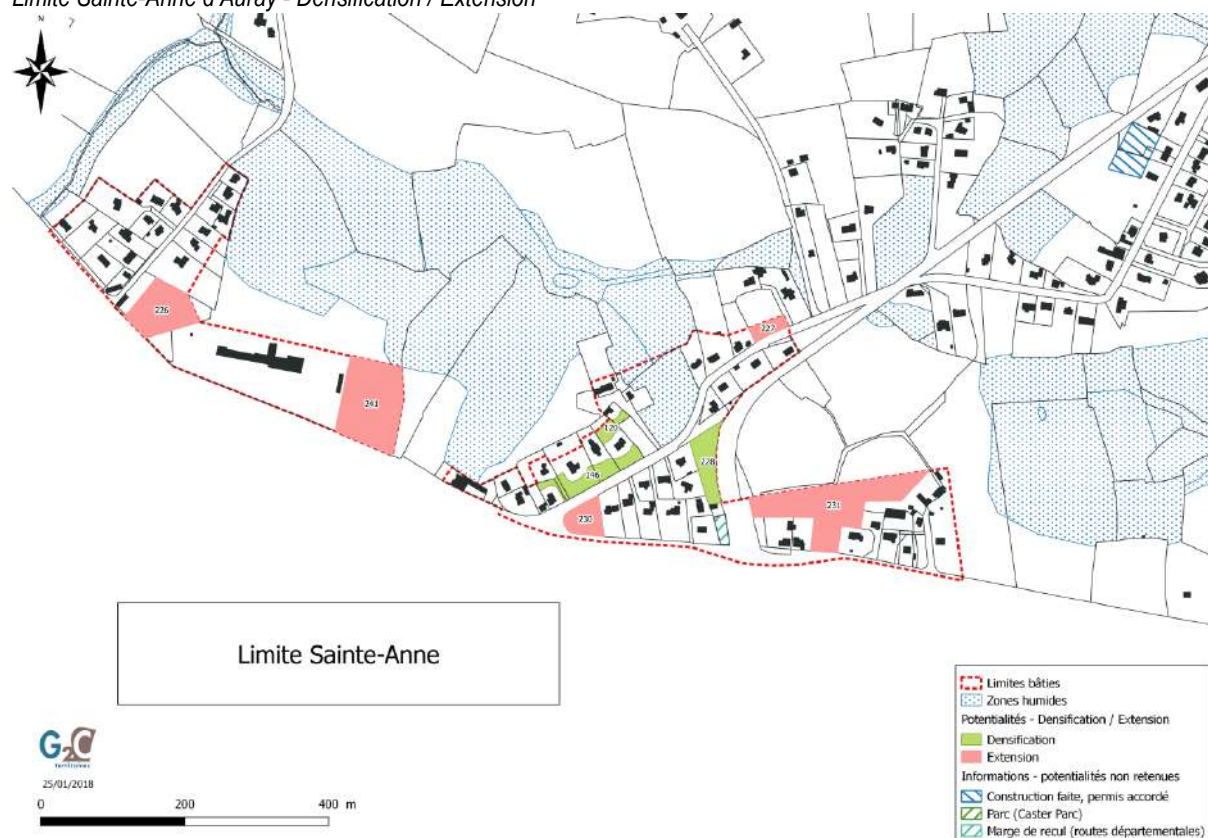 Limite Sainte-Anne d'Auray - Densification / Extension
N
226
227
241
120
146
228
230
231
Limite Sainte-Anne
G2C
territoires
25/01/2018
0 200 400 m
Limites bâties
Zones humides
Potentialités - Densification / Extension
Densification
Extension
Informations - potentialités non retenues
Construction faite, permis accordé
Parc (Caster Parc)
Marge de recul (routes départementales)